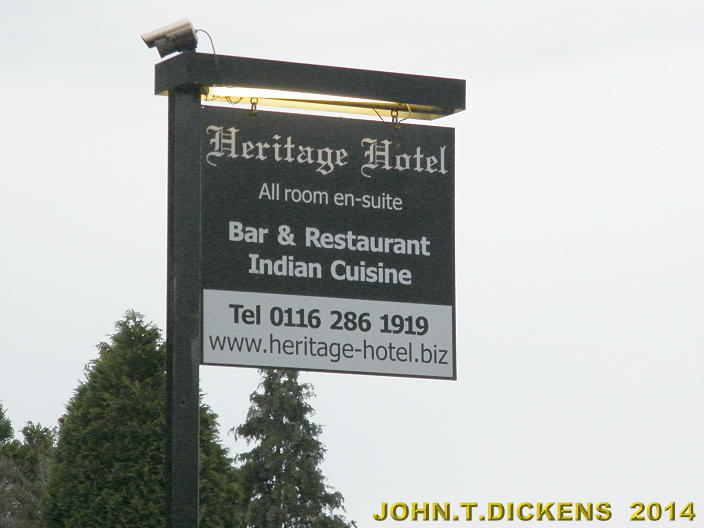 Heritage Hotel
All room en-suite
Bar & Restaurant
Indian Cuisine
Tel 0116 286 1919
www.heritage-hotel.biz
JOHN.T.DICKENS 2014